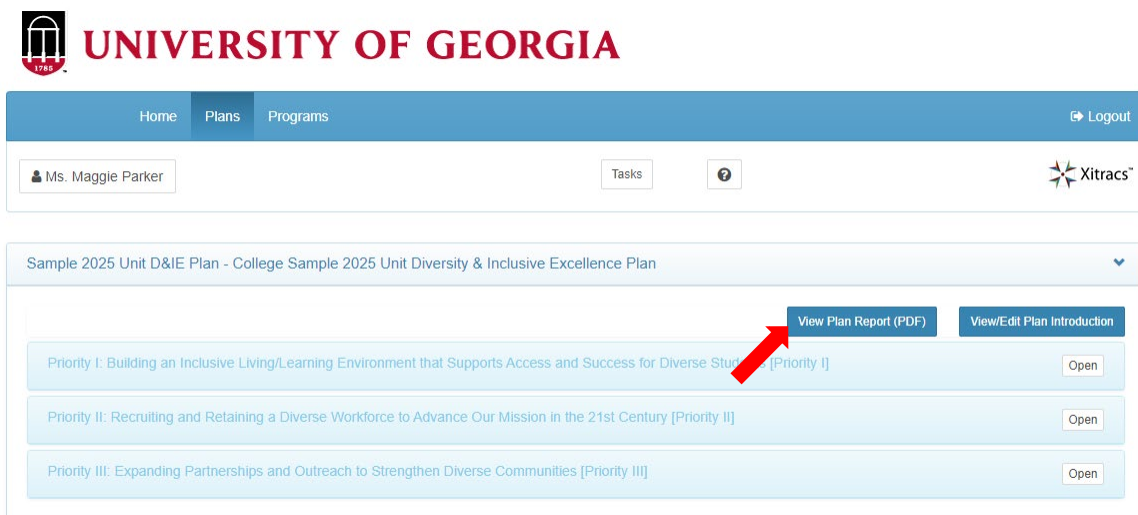 1785
UNIVERSITY OF GEORGIA
Home Plans Programs Logout
Ms. Maggie Parker Tasks Xitracs™
Sample 2025 Unit D&IE Plan - College Sample 2025 Unit Diversity & Inclusive Excellence Plan
View Plan Report (PDF) View/Edit Plan Introduction
Priority I: Building an Inclusive Living/Learning Environment that Supports Access and Success for Diverse [Priority I] Open
Priority II: Recruiting and Retaining a Diverse Workforce to Advance Our Mission in the 21st Century [Priority II] Open
Priority III: Expanding Partnerships and Outreach to Strengthen Diverse Communities [Priority III] Open